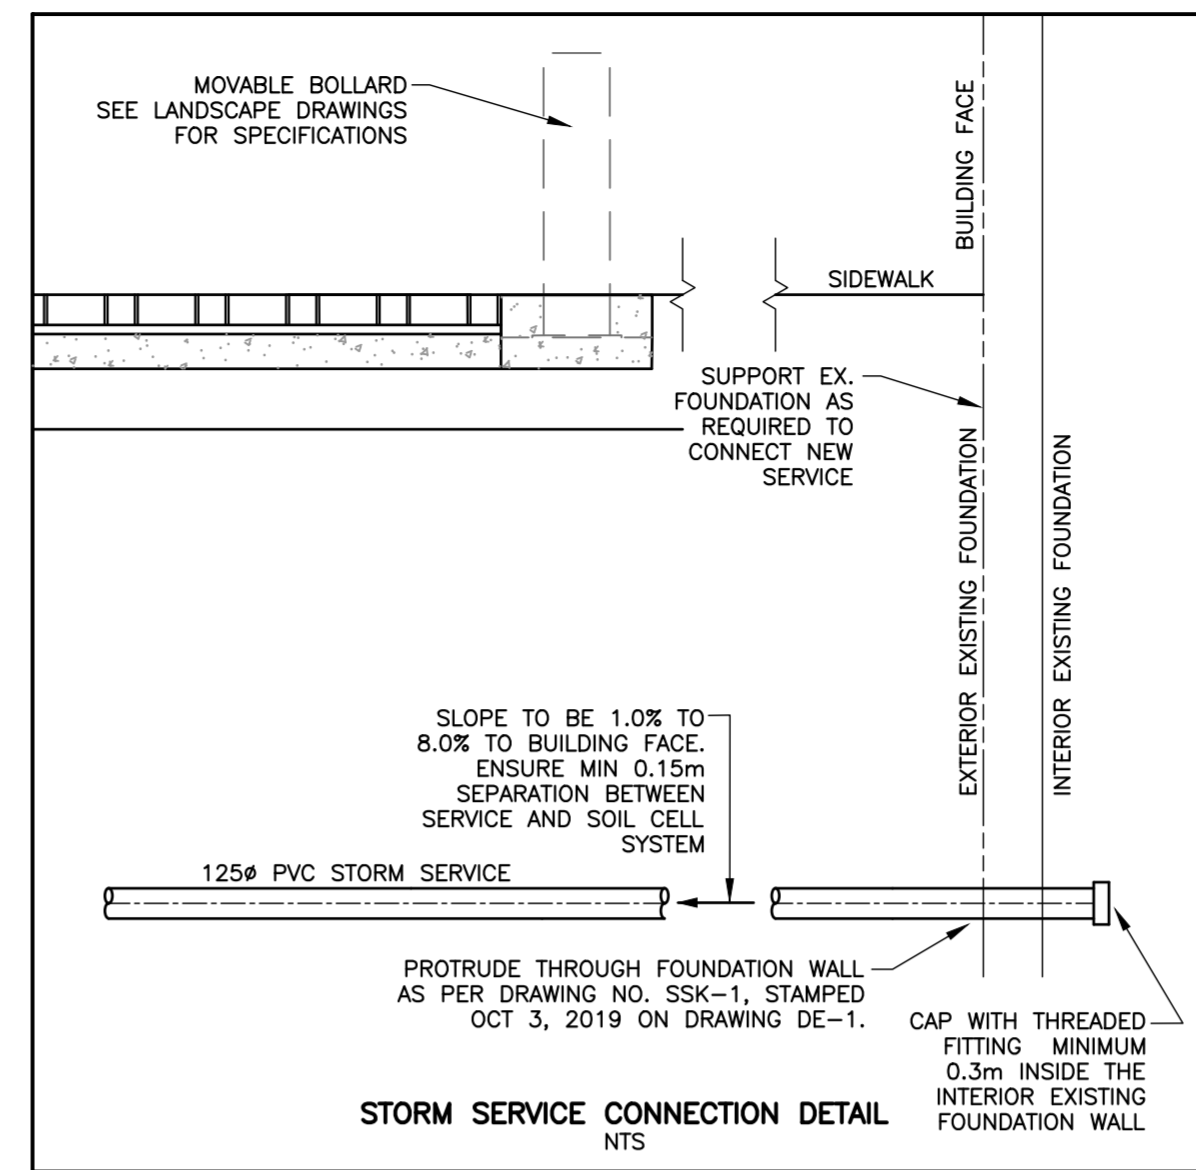 MOVABLE BOLLARD
SEE LANDSCAPE DRAWINGS
FOR SPECIFICATIONS
BUILDING FACE
SIDEWALK
SUPPORT EX.
FOUNDATION AS
REQUIRED TO
CONNECT NEW
SERVICE
EXTERIOR EXISTING FOUNDATION
INTERIOR EXISTING FOUNDATION
SLOPE TO BE 1.0% TO
8.0% TO BUILDING FACE.
ENSURE MIN 0.15m
SEPARATION BETWEEN
SERVICE AND SOIL CELL
SYSTEM
125ø PVC STORM SERVICE
PROTRUDE THROUGH FOUNDATION WALL
AS PER DRAWING NO. SSK-1, STAMPED
OCT 3, 2019 ON DRAWING DE-1.
CAP WITH THREADED
FITTING MINIMUM
0.3m INSIDE THE
INTERIOR EXISTING
FOUNDATION WALL
STORM SERVICE CONNECTION DETAIL
NTS